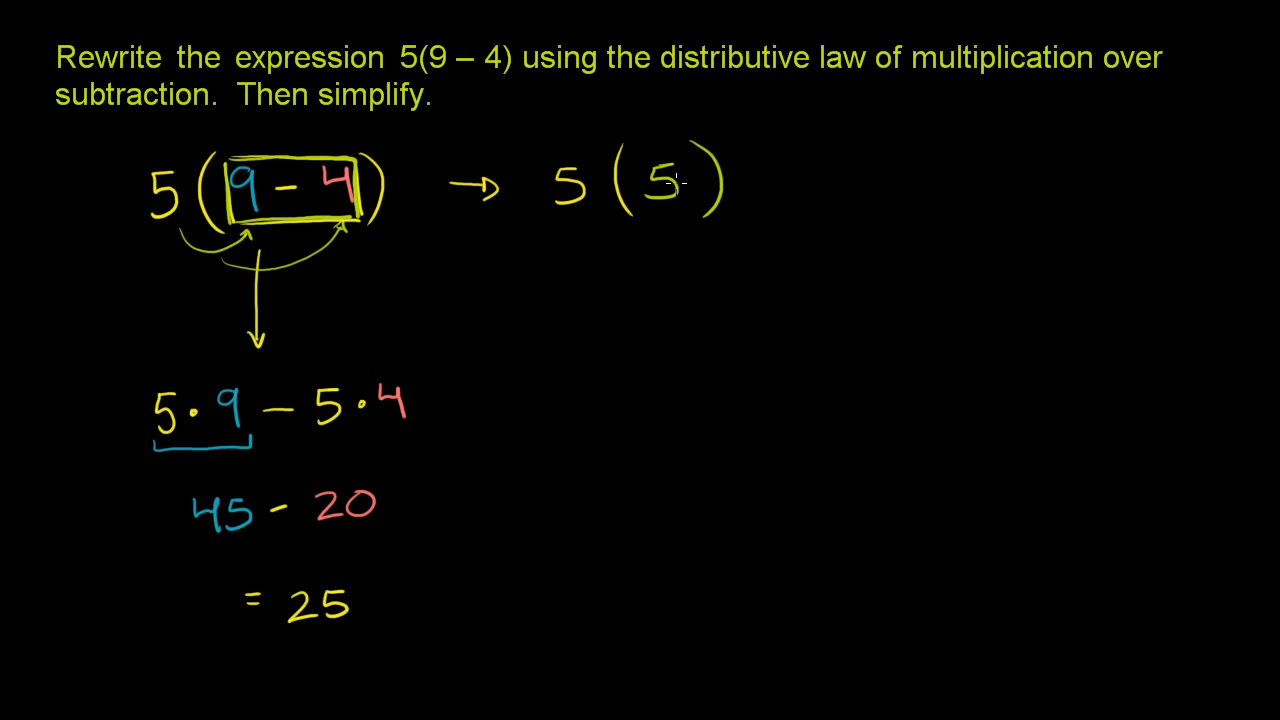 Rewrite the expression 5(9 – 4) using the distributive law of multiplication over
subtraction. Then simplify.
5(9 - 4) → 5(5)
5 · 9 - 5 · 4
45 - 20
= 25